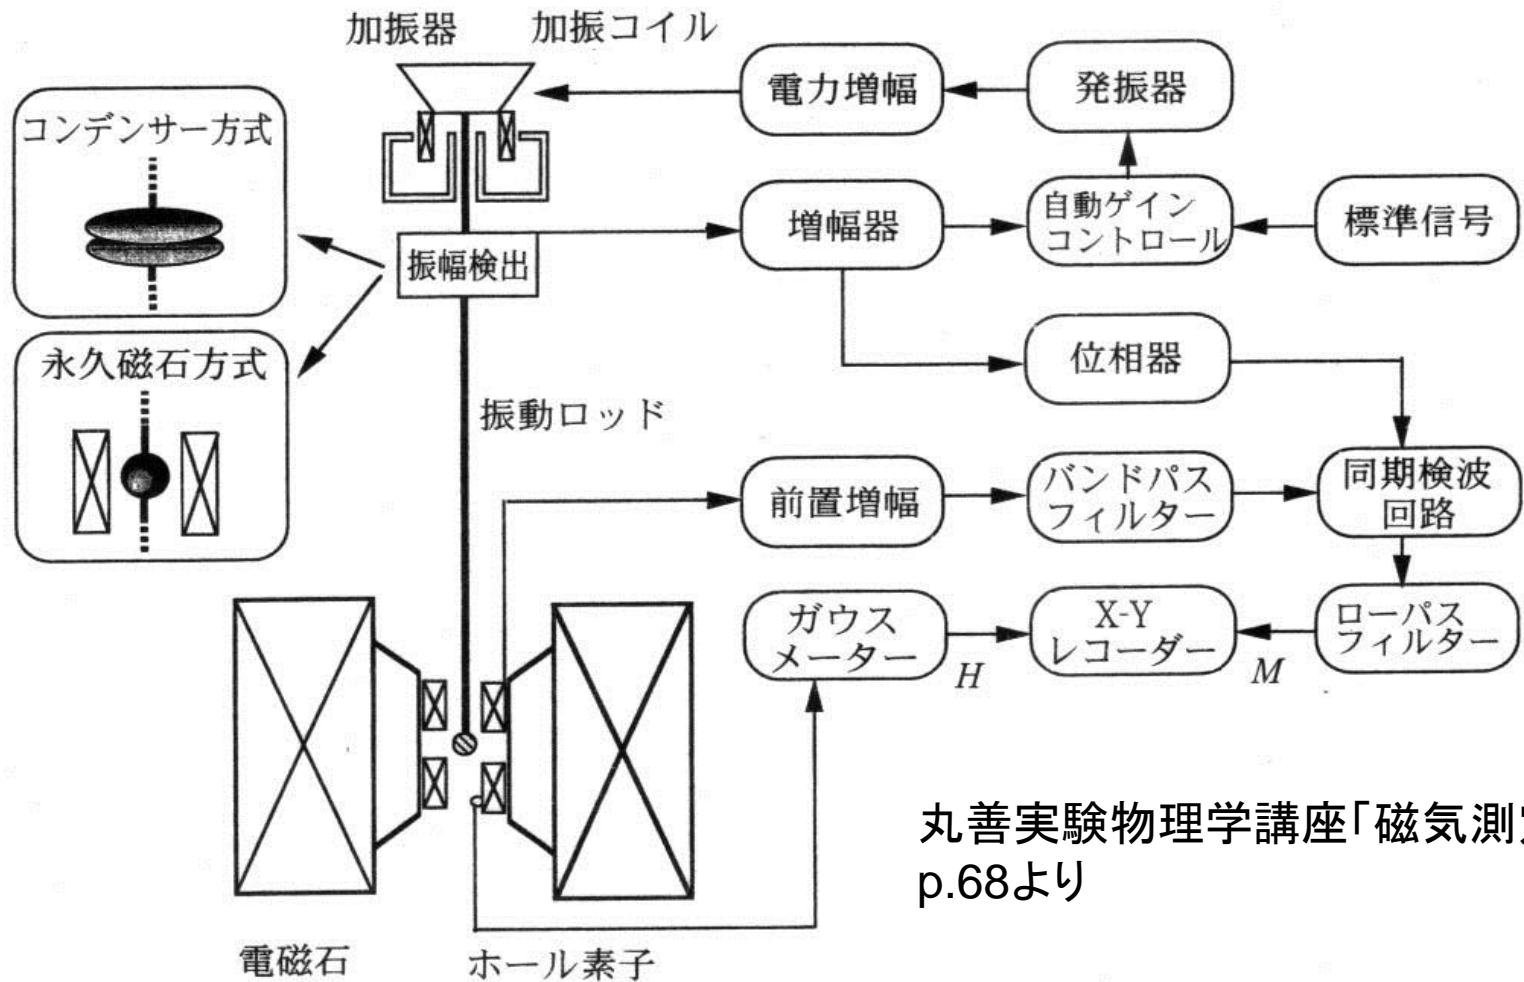 加振器 加振コイル
電力増幅
発振器
コンデンサー方式
増幅器
自動ゲイン
コントロール
標準信号
振幅検出
永久磁石方式
位相器
振動ロッド
前置増幅
バンドパス
フィルター
同期検波
回路
ガウス
メーター
H
X-Y
レコーダー
M
ローパス
フィルター
丸善実験物理学講座「磁気測
p.68より
電磁石
ホール素子